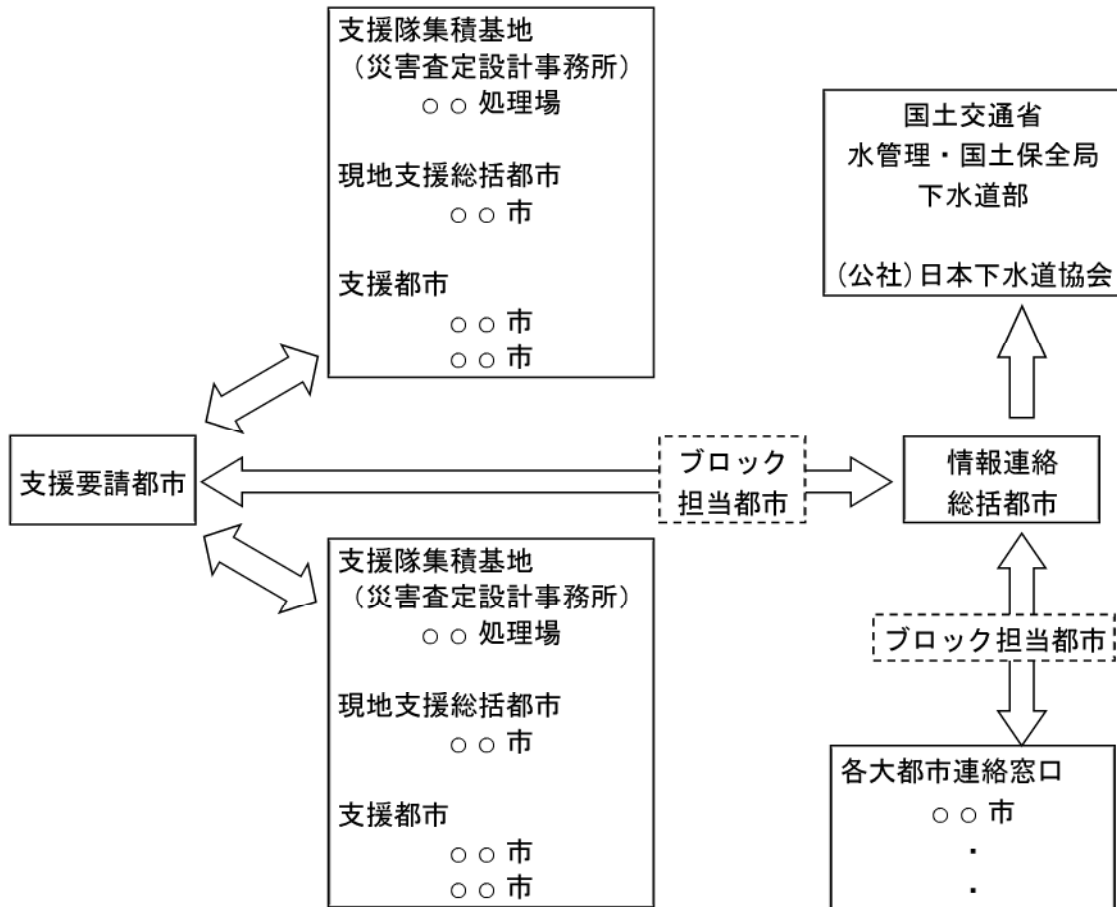 支援隊集積基地
（災害査定設計事務所）
○ ○ 処理場
現地支援総括都市
○ ○ 市
支援都市
○ ○ 市
○ ○ 市
国土交通省
水管理・国土保全局
下水道部
(公社)日本下水道協会
支援要請都市
ブロック
担当都市
情報連絡
総括都市
支援隊集積基地
（災害査定設計事務所）
○ ○ 処理場
現地支援総括都市
○ ○ 市
支援都市
○ ○ 市
○ ○ 市
ブロック担当都市
各大都市連絡窓口
○ ○ 市
・
・